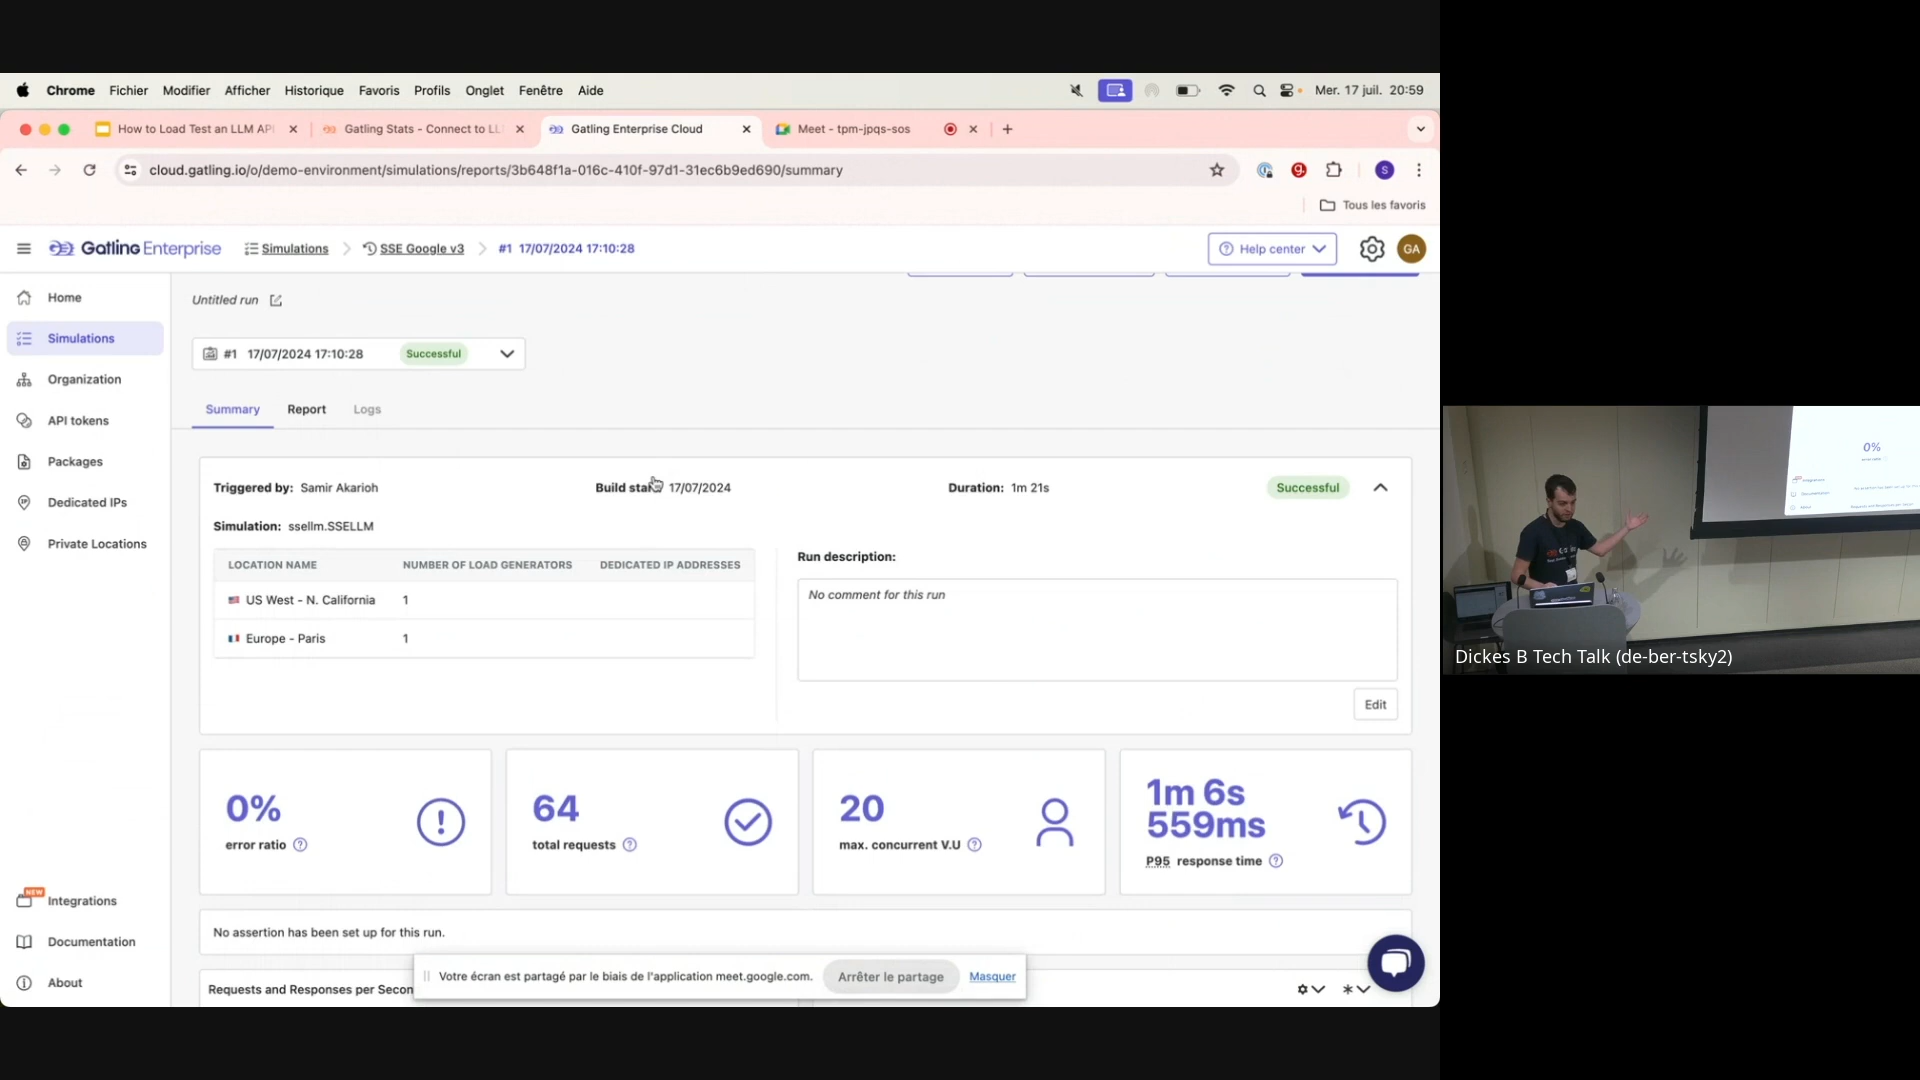 Chrome Fichier Modifier Afficher Historique Favoris Profils Onglet Fenêtre Aide Mer. 17 juil. 20:59
How to Load Test an LLM API Gatling Stats - Connect to LL Gatling Enterprise Cloud Meet - tpm-jpqs-sos
cloud.gatling.io/o/demo-environment/simulations/reports/3b648f1a-016c-410f-97d1-31ec6b9ed690/summary
Tous les favoris
Gatling Enterprise Simulations SSE Google v3 #1 17/07/2024 17:10:28 Help center GA
Home
Simulations
Organization
API tokens
Packages
Dedicated IPs
Private Locations
NEW
Integrations
Documentation
About
Untitled run
#1 17/07/2024 17:10:28 Successful
Summary Report Logs
Triggered by: Samir Akarioh Build star 17/07/2024 Duration: 1m 21s Successful
Simulation: ssellm.SSELLM
LOCATION NAME NUMBER OF LOAD GENERATORS DEDICATED IP ADDRESSES
US West - N. California 1
Europe - Paris 1
Run description:
No comment for this run
Edit
0%
error ratio
64
total requests
20
max. concurrent V.U
1m 6s
559ms
P95 response time
No assertion has been set up for this run.
Requests and Responses per Secon
Votre écran est partagé par le biais de l'application meet.google.com. Arrêter le partage Masquer
0%
Dickes B Tech Talk (de-ber-tsky2)